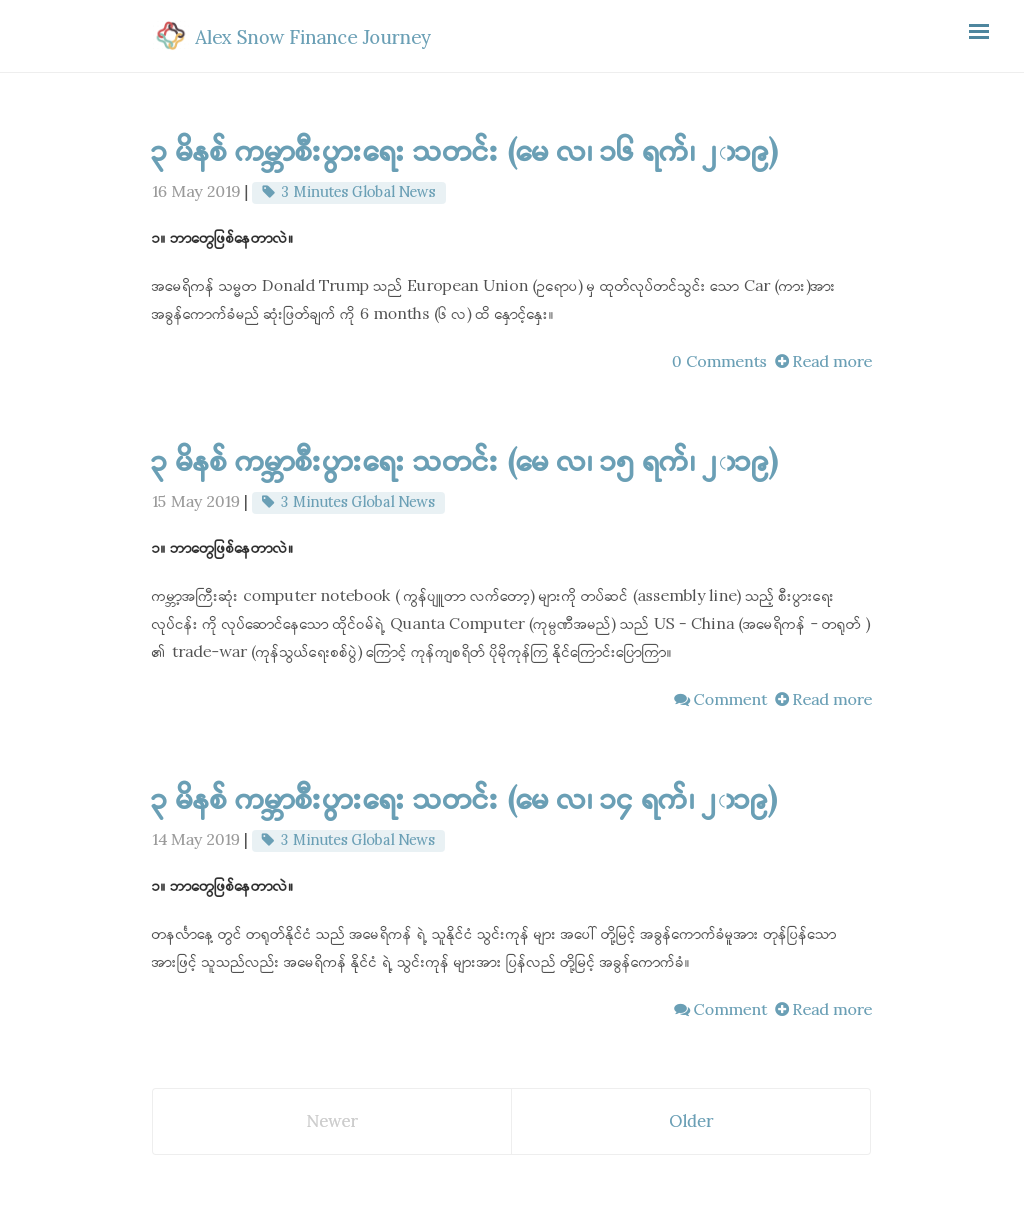 Alex Snow Finance Journey
၃ မိနစ် ကမ္ဘာ့စီးပွားရေး သတင်း (မေ လ၊ ၁၆ ရက်၊ ၂၀၁၉)
16 May 2019 | 3 Minutes Global News
၁။ ဘာတွေဖြစ်နေတာလဲ။
အမေရိကန် သမ္မတ Donald Trump သည် European Union (ဥရောပ) မှ ထုတ်လုပ်တင်သွင်း သော Car (ကား)အား
အခွန်ကောက်ခံမည် ဆုံးဖြတ်ချက် ကို 6 months (၆ လ) ထိ နှောင့်နှေး။
0 Comments Read more
၃ မိနစ် ကမ္ဘာ့စီးပွားရေး သတင်း (မေ လ၊ ၁၅ ရက်၊ ၂၀၁၉)
15 May 2019 | 3 Minutes Global News
၁။ ဘာတွေဖြစ်နေတာလဲ။
ကမ္ဘာ့အကြီးဆုံး computer notebook ( ကွန်ပျူတာ လက်တော့) များကို တပ်ဆင် (assembly line) သည့် စီးပွားရေး
လုပ်ငန်း ကို လုပ်ဆောင်နေသော ထိုင်ဝမ်ရဲ့ Quanta Computer (ကုမ္ပဏီအမည်) သည် US - China (အမေရိကန် - တရုတ် )
၏ trade-war (ကုန်သွယ်ရေးစစ်ပွဲ) ကြောင့် ကုန်ကျစရိတ် ပိုမိုကုန်ကြ နိုင်ကြောင်းပြောကြာ။
Comment Read more
၃ မိနစ် ကမ္ဘာ့စီးပွားရေး သတင်း (မေ လ၊ ၁၄ ရက်၊ ၂၀၁၉)
14 May 2019 | 3 Minutes Global News
၁။ ဘာတွေဖြစ်နေတာလဲ။
တနင်္လာနေ့ တွင် တရုတ်နိုင်ငံ သည် အမေရိကန် ရဲ့ သူ့နိုင်ငံ သွင်းကုန် များ အပေါ် တိုးမြှင့် အခွန်ကောက်ခံမှုအား တုန့်ပြန်သော
အားဖြင့် သူသည်လည်း အမေရိကန် နိုင်ငံ ရဲ့ သွင်းကုန် များအား ပြန်လည် တိုးမြှင့် အခွန်ကောက်ခံ။
Comment Read more
Newer Older